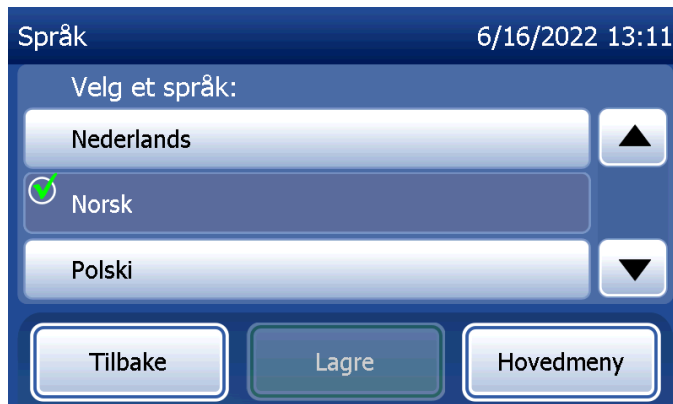 Språk 6/16/2022 13:11
Velg et språk:
Nederlands
Norsk
Polski
Tilbake Lagre Hovedmeny